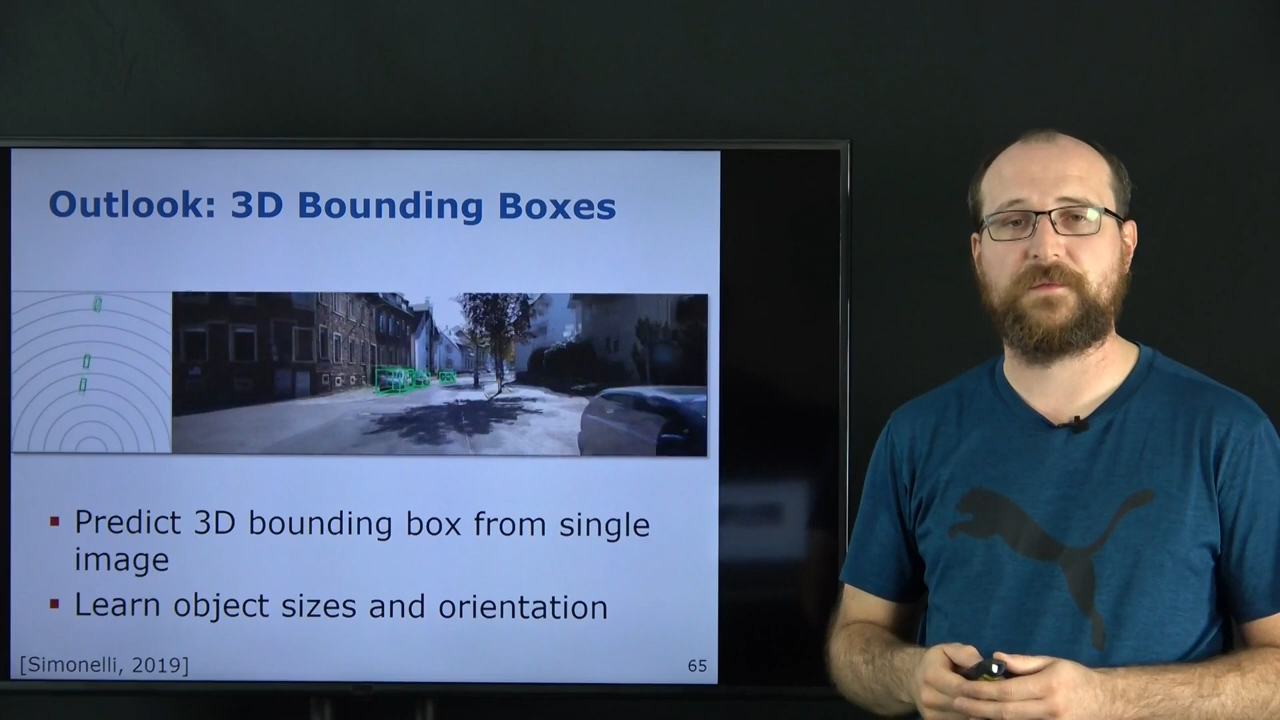 Outlook: 3D Bounding Boxes
▪ Predict 3D bounding box from single
image
▪ Learn object sizes and orientation
[Simonelli, 2019]
65